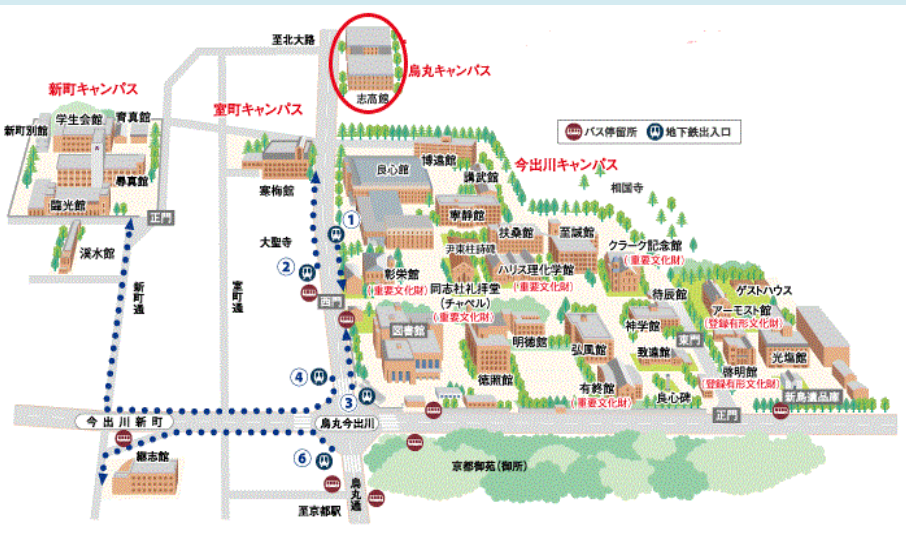 至北大路
烏丸キャンパス
志高館
新町キャンパス
室町キャンパス
新町別館
学生会館
育真館
尋真館
臨光館
正門
渓水館
寒梅館
大聖寺
バス停留所
地下鉄出入口
今出川キャンパス
相国寺
良心館
博遠館
講武館
寧静館
扶桑館
至誠館
尹東柱詩碑
クラーク記念館
(重要文化財)
ハリス理化学館
(重要文化財)
彰栄館
(重要文化財)
同志社礼拝堂
(チャペル)
(重要文化財)
待辰館
ゲストハウス
アーモスト館
(登録有形文化財)
神学館
東門
図書館
明徳館
弘風館
致遠館
光塩館
啓明館
(登録有形文化財)
徳照館
有終館
(重要文化財)
良心碑
新島遺品庫
正門
西門
①
②
③
④
⑥
新町通
室町通
今出川新町
烏丸今出川
継志館
京都御苑(御所)
烏丸通
至京都駅